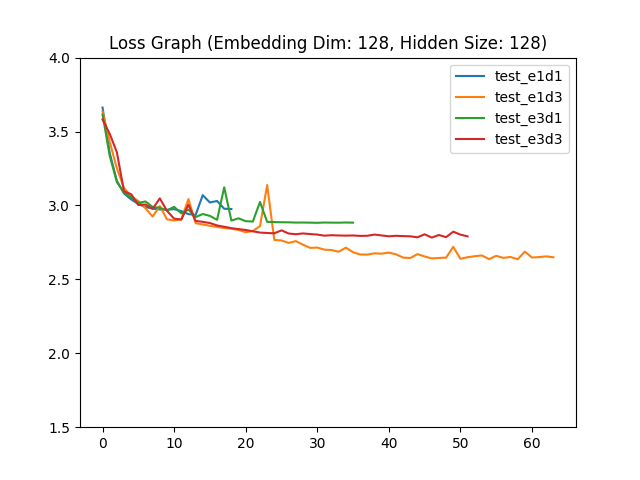 Loss Graph (Embedding Dim: 128, Hidden Size: 128)
4.0
3.5
3.0
2.5
2.0
1.5
0
10
20
30
40
50
60
test_e1d1
test_e1d3
test_e3d1
test_e3d3